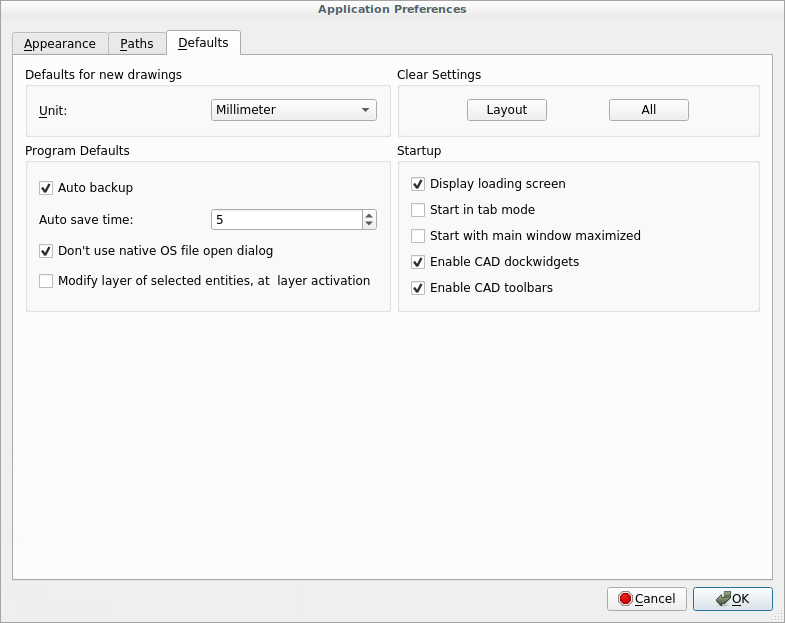 Application Preferences
Appearance
Paths
Defaults
Defaults for new drawings
Unit:
Millimeter
Clear Settings
Layout
All
Program Defaults
Auto backup
Auto save time:
5
Don't use native OS file open dialog
Modify layer of selected entities, at  layer activation
Startup
Display loading screen
Start in tab mode
Start with main window maximized
Enable CAD dockwidgets
Enable CAD toolbars
Cancel
OK